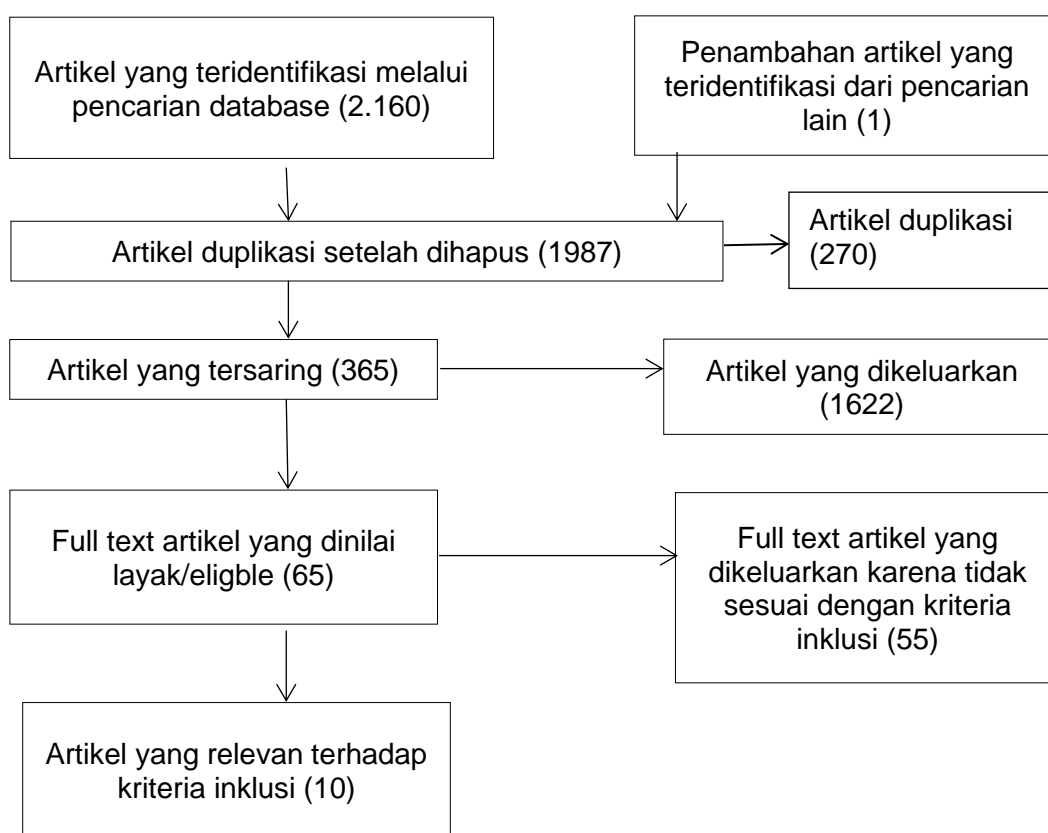 Artikel yang teridentifikasi melalui
pencarian database (2.160)
Penambahan artikel yang
teridentifikasi dari pencarian
lain (1)
Artikel duplikasi setelah dihapus (1987)
Artikel duplikasi
(270)
Artikel yang tersaring (365)
Artikel yang dikeluarkan
(1622)
Full text artikel yang dinilai
layak/eligble (65)
Full text artikel yang
dikeluarkan karena tidak
sesuai dengan kriteria
inklusi (55)
Artikel yang relevan terhadap
kriteria inklusi (10)